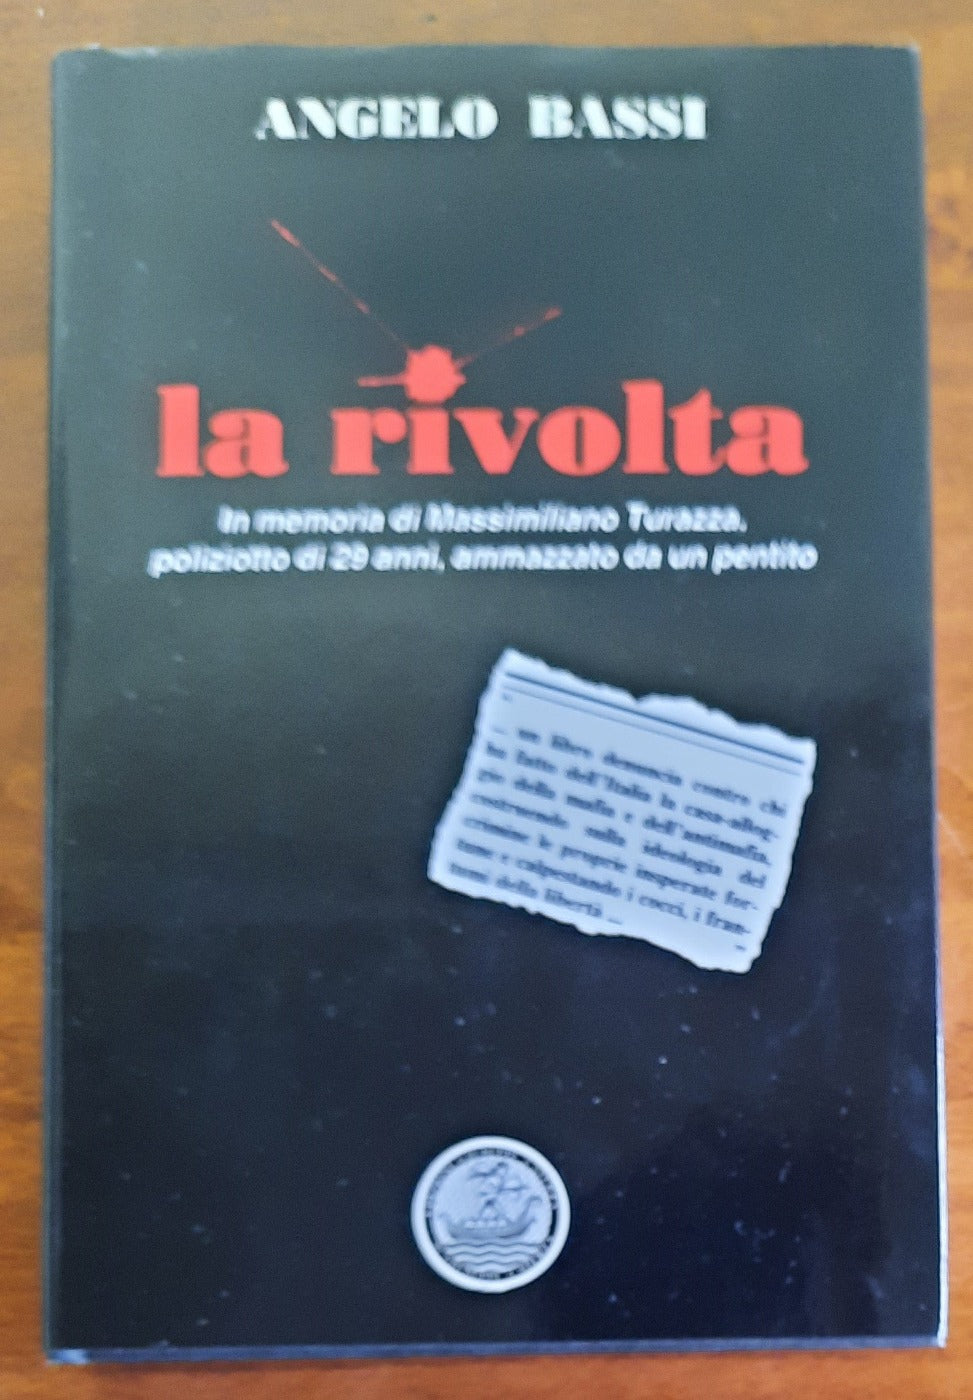 ANGELO BASSI
la rivolta
In memoria di Massimiliano Turazza,
poliziotto di 29 anni, ammazzato da un pentito
... un libro denuncia contro chi
ha fatto dell'Italia la casa-allog-
gio della mafia e dell'antimafia,
costruendo sulla ideologia del
crimine le proprie insperate for-
tune e calpestando i cocci, i fran-
tumi della libertà ...